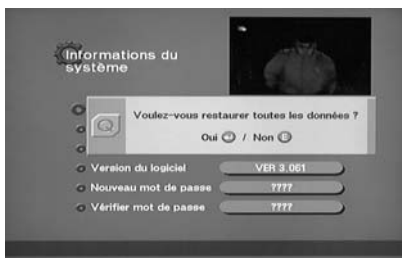 Informations du
système
Voulez-vous restaurer toutes les données ?
Oui / Non
Version du logiciel VER 3.061
Nouveau mot de passe ????
Vérifier mot de passe ????